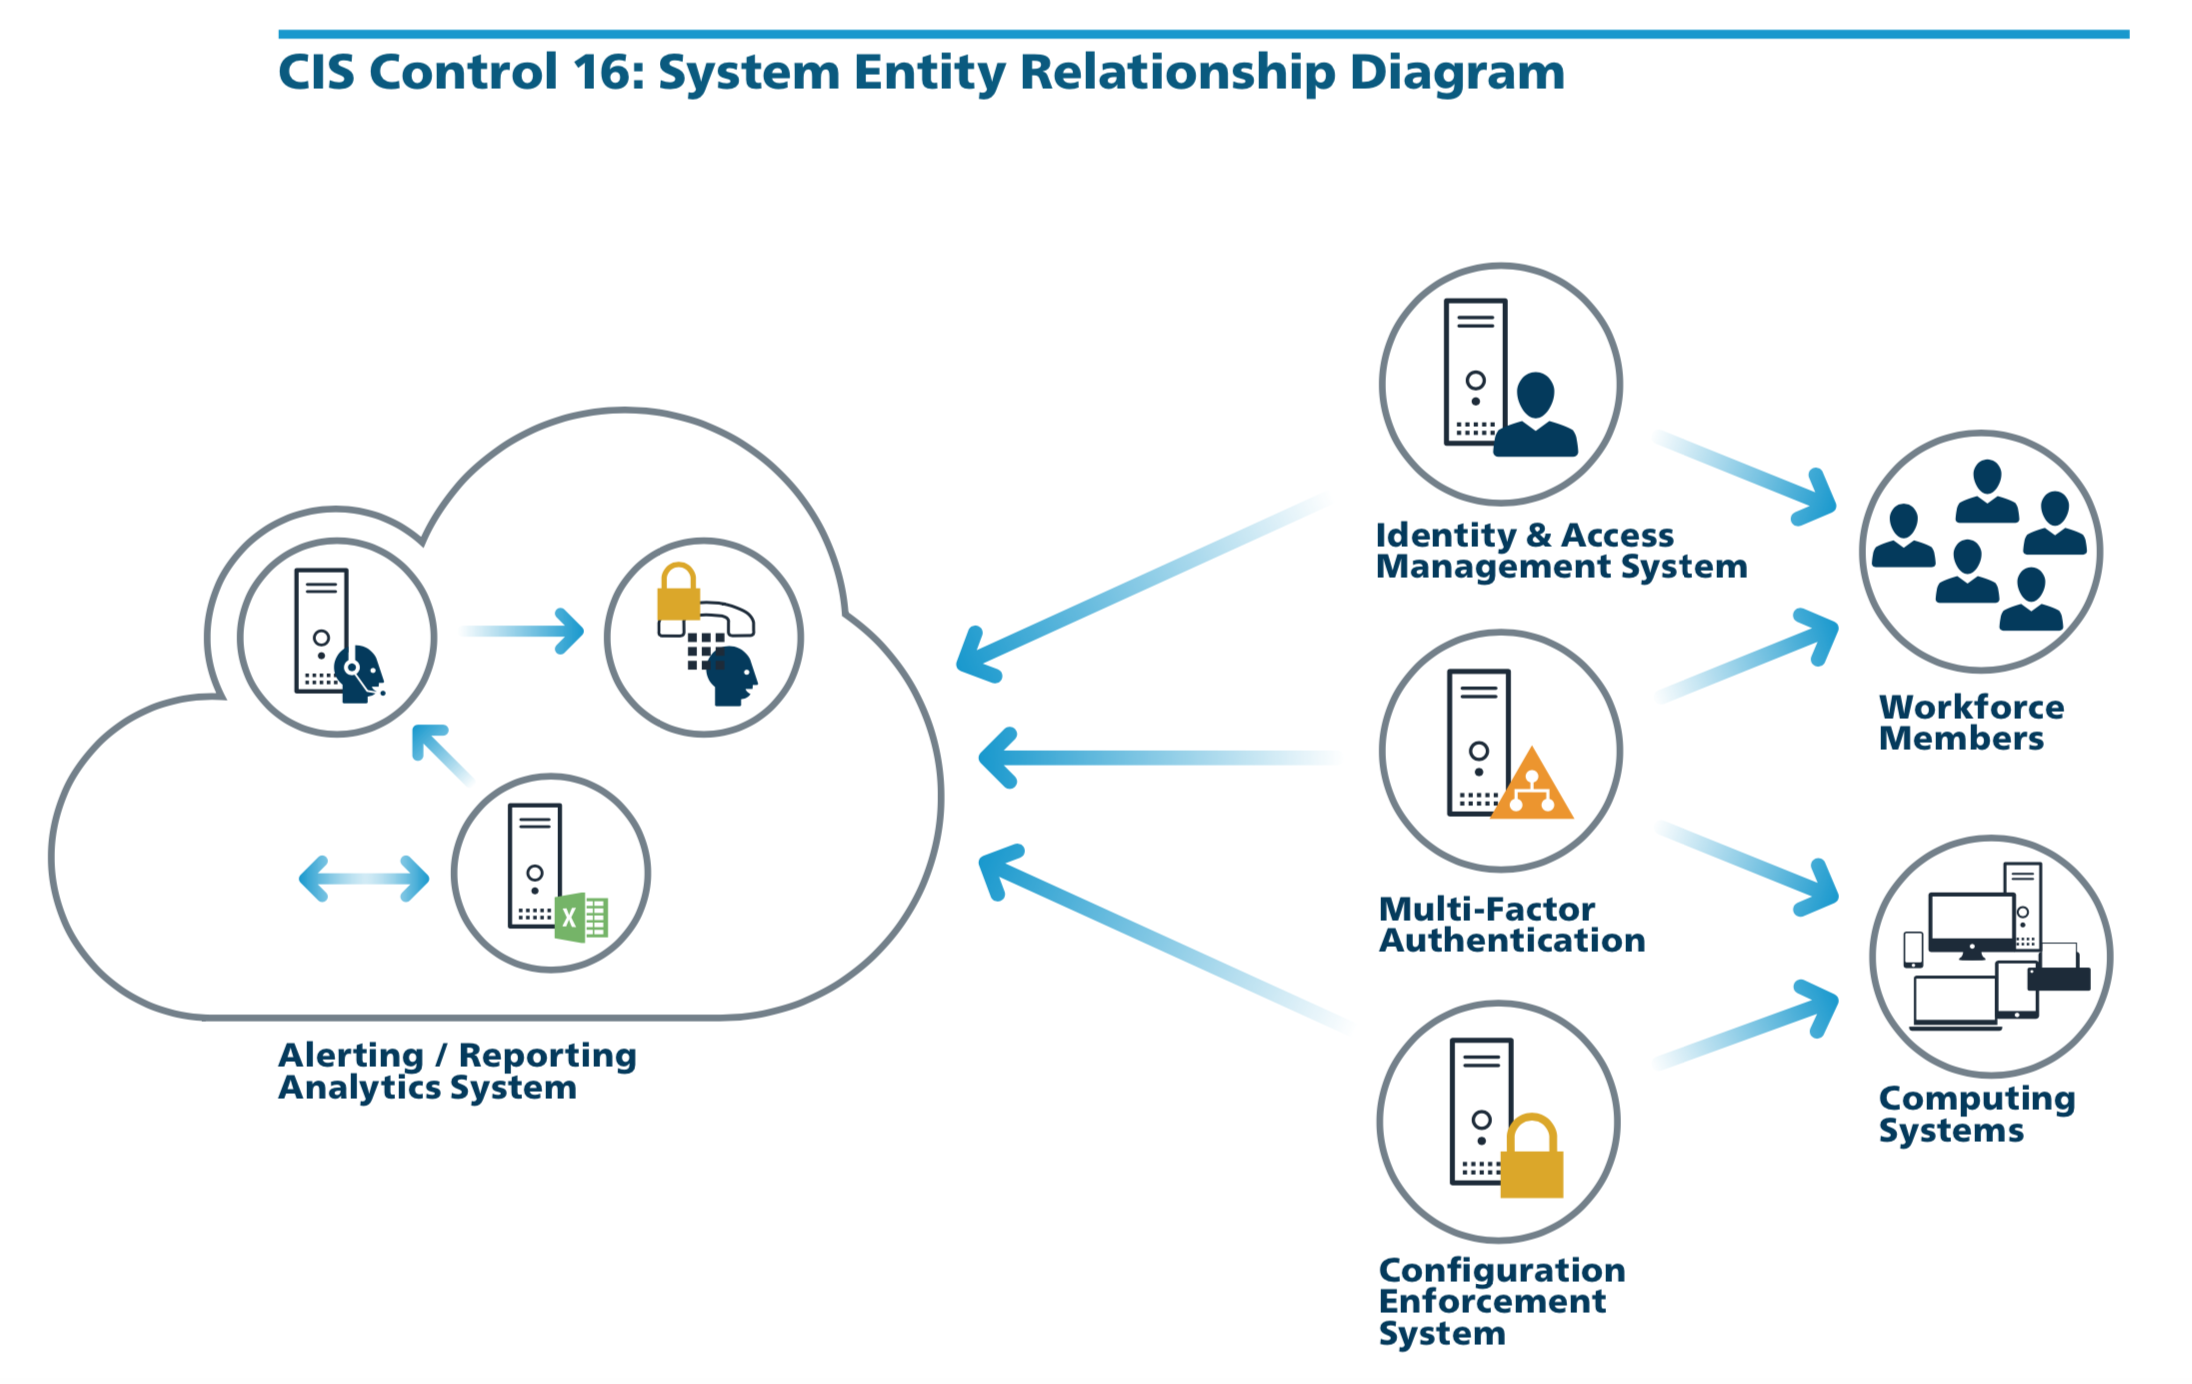 CIS Control 16: System Entity Relationship Diagram
Identity & Access
Management System
Workforce
Members
Multi-Factor
Authentication
X
Alerting / Reporting
Analytics System
Computing
Systems
Configuration
Enforcement
System